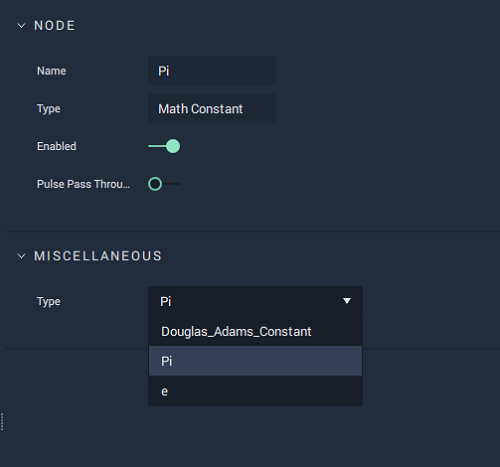 NODE
Name Pi
Type Math Constant
Enabled
Pulse Pass Throu...
MISCELLANEOUS
Type Pi
Douglas_Adams_Constant
Pi
e